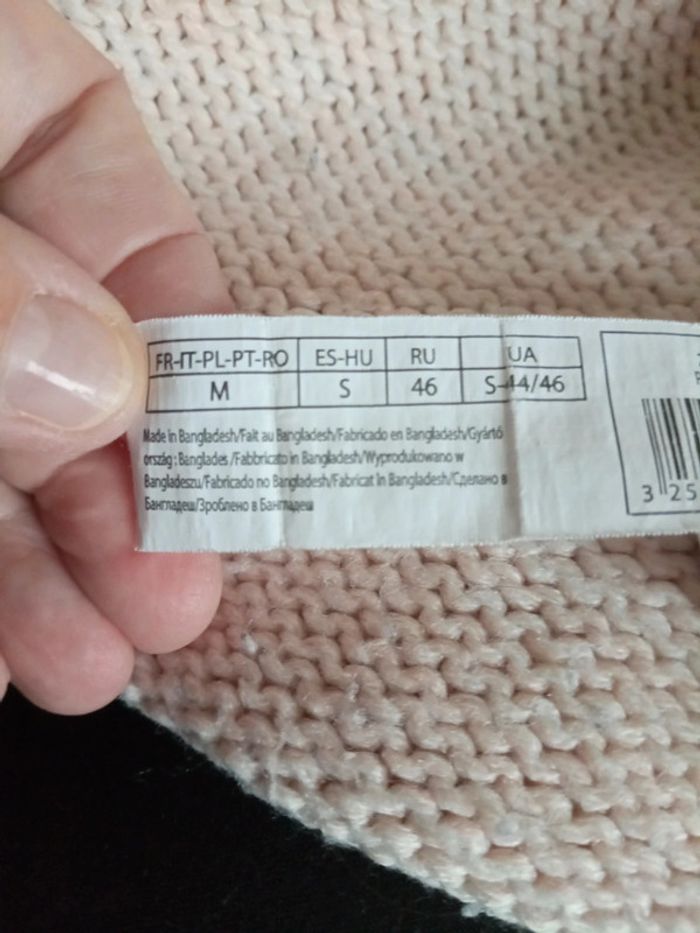 FR-IT-PL-PT-RO ES-HU RU UA
M S 46 S-44/46
Made in Bangladesh/Fait au Bangladesh/Fabricado en Bangladesh/Gyártó
ország : Banglades /Fabbricato in Bangladesh/Wyprodukowano w
Bangladeszu/Fabricado no Bangladesh/Fabricat în Bangladesh/Сделано в
Бангладеш/Зроблено в Бангладеш
3 25